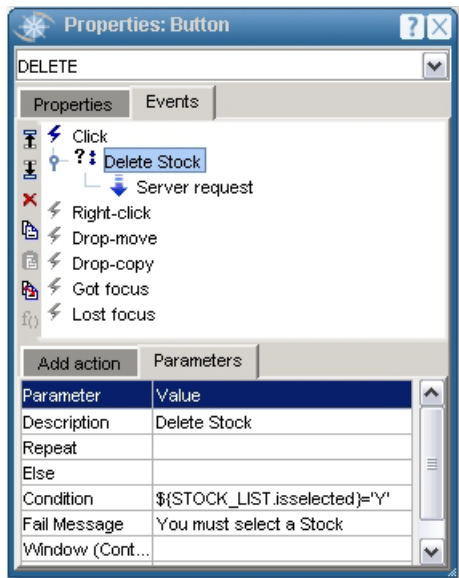 Properties: Button
?
DELETE
Properties Events
Click
?: Delete Stock
Server request
Right-click
Drop-move
Drop-copy
Got focus
f() Lost focus
Add action Parameters
Parameter Value
Description Delete Stock
Repeat
Else
Condition ${STOCK_LIST.isselected}='Y'
Fail Message You must select a Stock
Window (Cont...